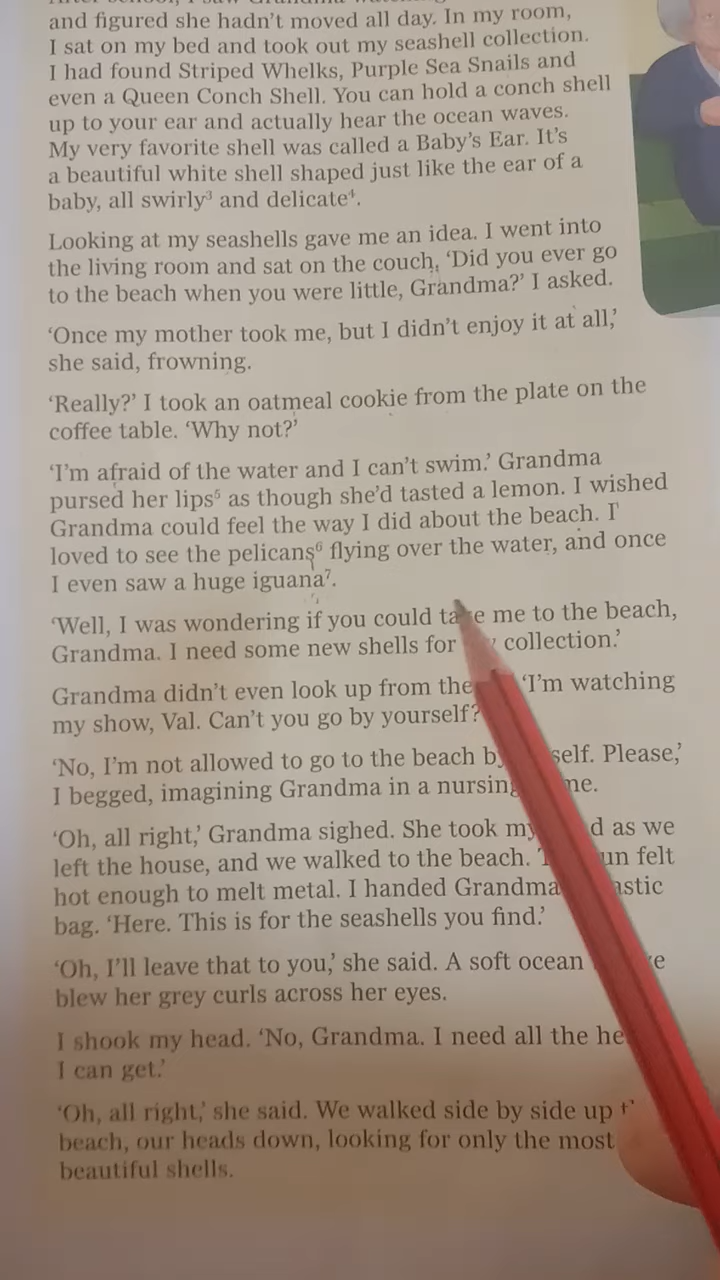 and figured she hadn't moved all day. In my room,
I sat on my bed and took out my seashell collection.
I had found Striped Whelks, Purple Sea Snails and
even a Queen Conch Shell. You can hold a conch shell
up to your ear and actually hear the ocean waves.
My very favorite shell was called a Baby's Ear. It's
a beautiful white shell shaped just like the ear of a
baby, all swirly³ and delicate⁴.
Looking at my seashells gave me an idea. I went into
the living room and sat on the couch, 'Did you ever go
to the beach when you were little, Grandma?' I asked.
'Once my mother took me, but I didn't enjoy it at all,'
she said, frowning.
'Really?' I took an oatmeal cookie from the plate on the
coffee table. 'Why not?'
'I'm afraid of the water and I can't swim.' Grandma
pursed her lips⁵ as though she'd tasted a lemon. I wished
Grandma could feel the way I did about the beach. I
loved to see the pelicans⁶ flying over the water, and once
I even saw a huge iguana⁷.
'Well, I was wondering if you could take me to the beach,
Grandma. I need some new shells for collection.'
Grandma didn't even look up from the 'I'm watching
my show, Val. Can't you go by yourself?
'No, I'm not allowed to go to the beach Please,'
I begged, imagining Grandma in a nursing
'Oh, all right,' Grandma sighed. She took as we
left the house, and we walked to the beach. felt
hot enough to melt metal. I handed Grandma
bag. 'Here. This is for the seashells you find.'
'Oh, I'll leave that to you,' she said. A soft ocean
blew her grey curls across her eyes.
I shook my head. 'No, Grandma. I need all the
I can get.'
'Oh, all right,' she said. We walked side by side up
beach, our heads down, looking for only the most
beautiful shells.